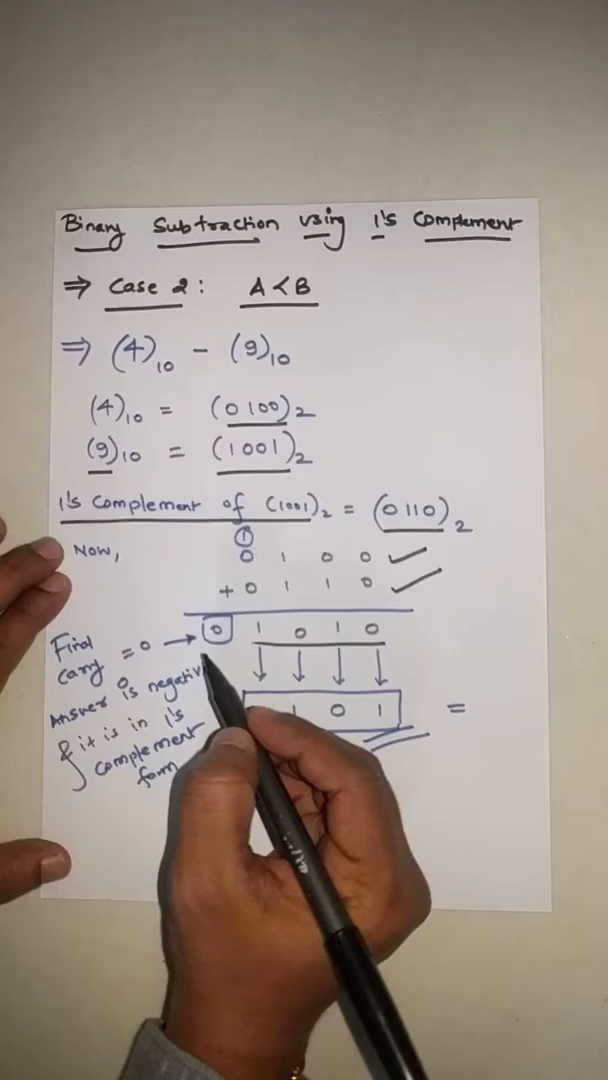 Binary Subtraction using 1's Complement
⇒ Case 2: A<B
⇒ (4)10 - (9)10
(4)10 = (0100)2
(9)10 = (1001)2
1's Complement of (1001)2 = (0110)2
Now,
1
0 1 0 0 ✓
+ 0 1 1 0 ✓
Final carry = 0 → 0 1 0 1 0
Answer is negative
& it is in 1's
complement
form
1 0 1 =